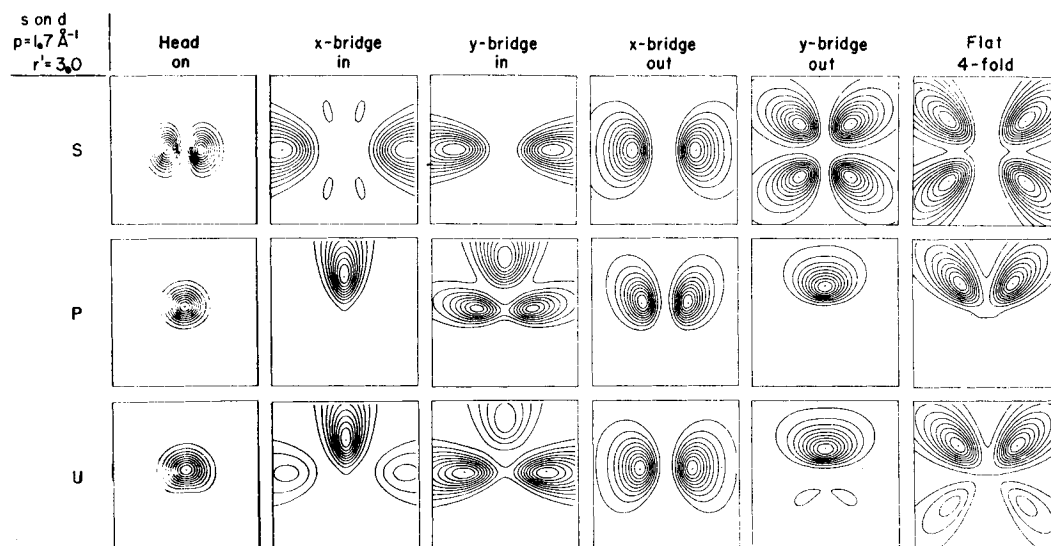 s on d
p=1.7 Å⁻¹
r'=3.0
Head on
x-bridge in
y-bridge in
x-bridge out
y-bridge out
Flat 4-fold
S
P
U